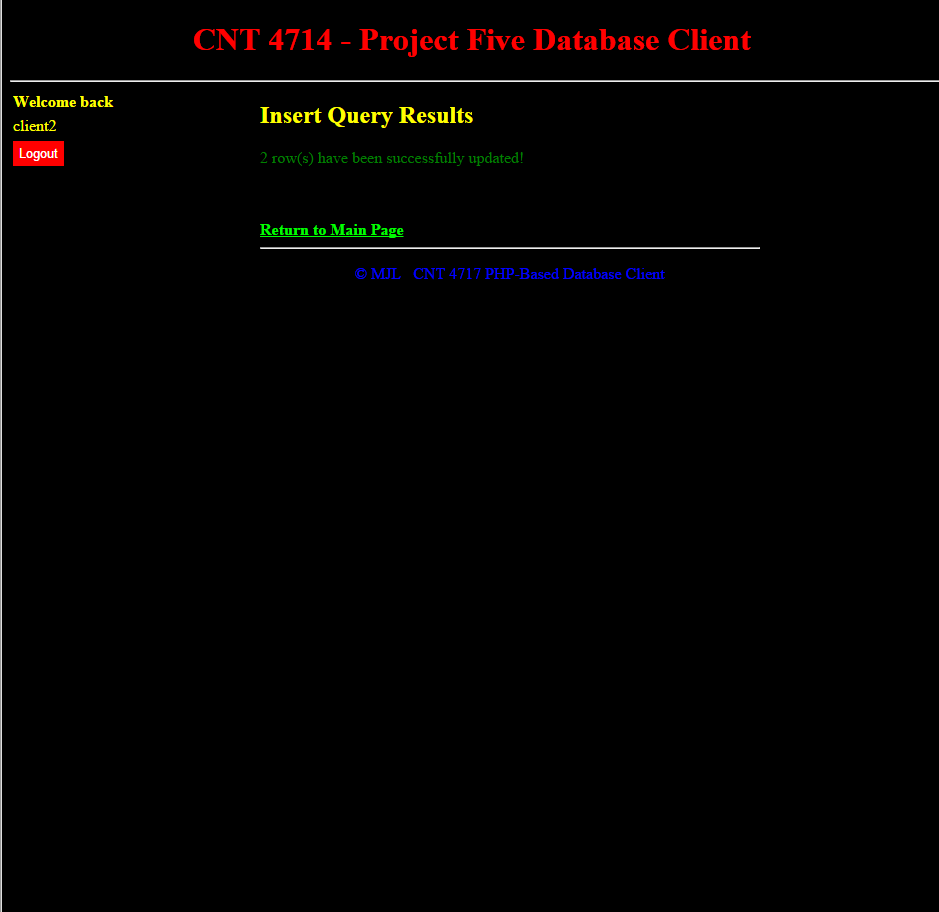 CNT 4714 - Project Five Database Client
Welcome back
client2
Logout
Insert Query Results
2 row(s) have been successfully updated!
Return to Main Page
© MJL   CNT 4717 PHP-Based Database Client